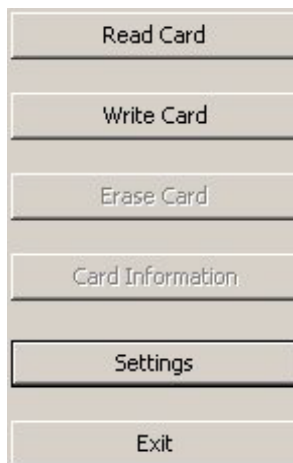 Read Card
Write Card
Erase Card
Card Information
Settings
Exit